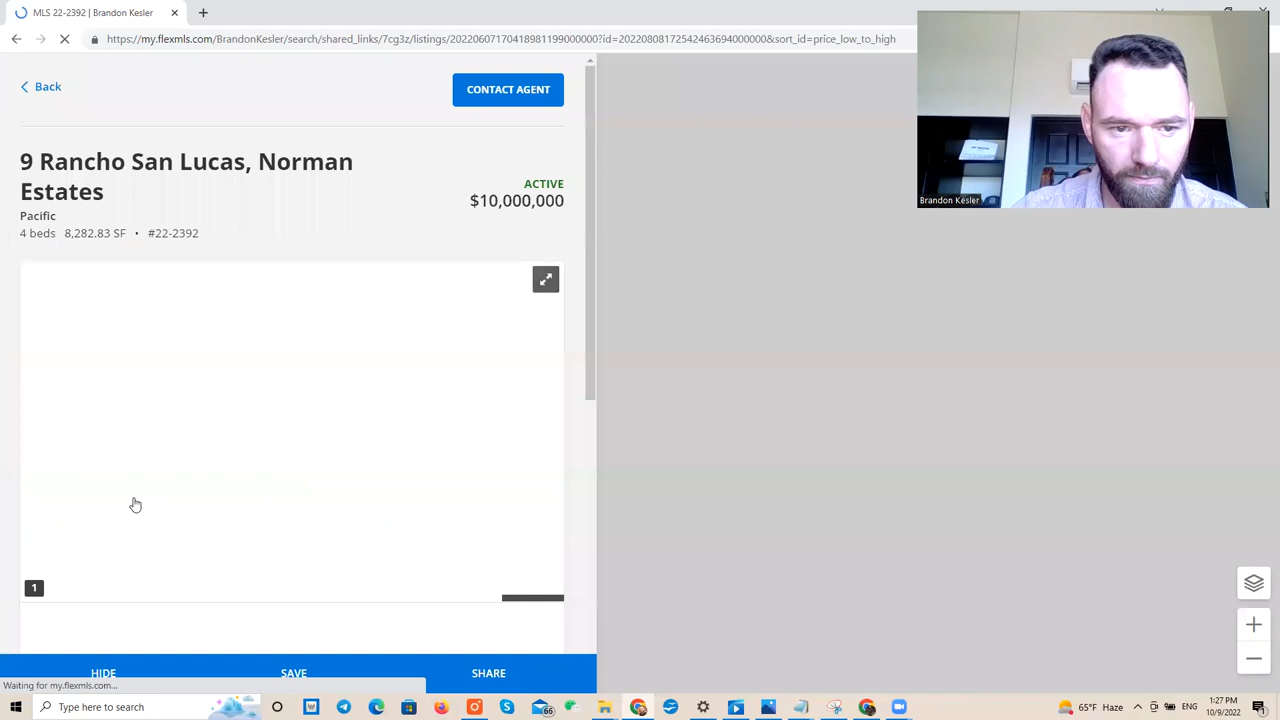 MLS 22-2392 | Brandon Kesler
https://my.flexmls.com/BrandonKesler/search/shared_links/7cg3z/listings/20220607170418981199000000?id=20220808172542463694000000&sort_id=price_low_to_high
Back
CONTACT AGENT
9 Rancho San Lucas, Norman
Estates
ACTIVE
$10,000,000
Pacific
4 beds 8,282.83 SF • #22-2392
Brandon Kesler
1
HIDE SAVE SHARE
Waiting for my.flexmls.com...
Type here to search
66
65°F Haze
ENG
1:27 PM
10/9/2022